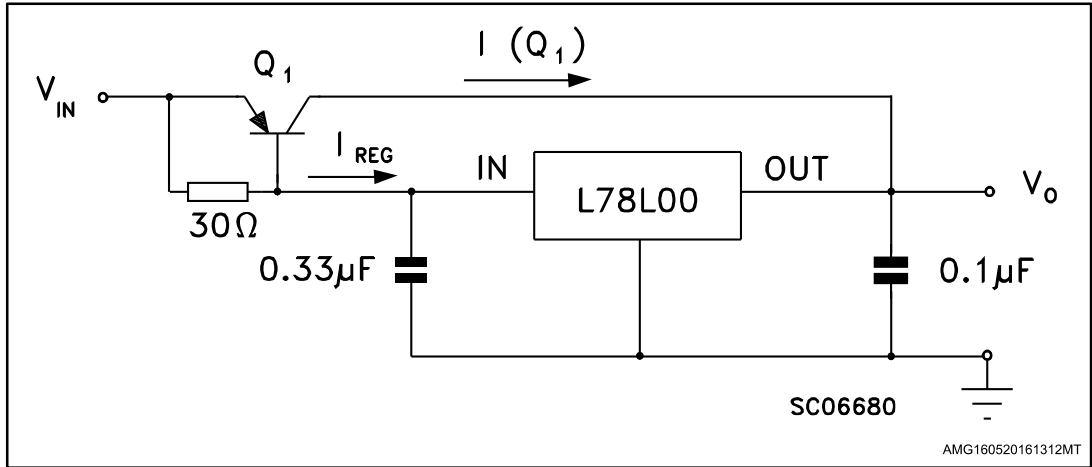 I (Q1)
Q1
VIN
IREG
IN
OUT
L78L00
VO
30Ω
0.33µF
0.1µF
SC06680
AMG160520161312MT